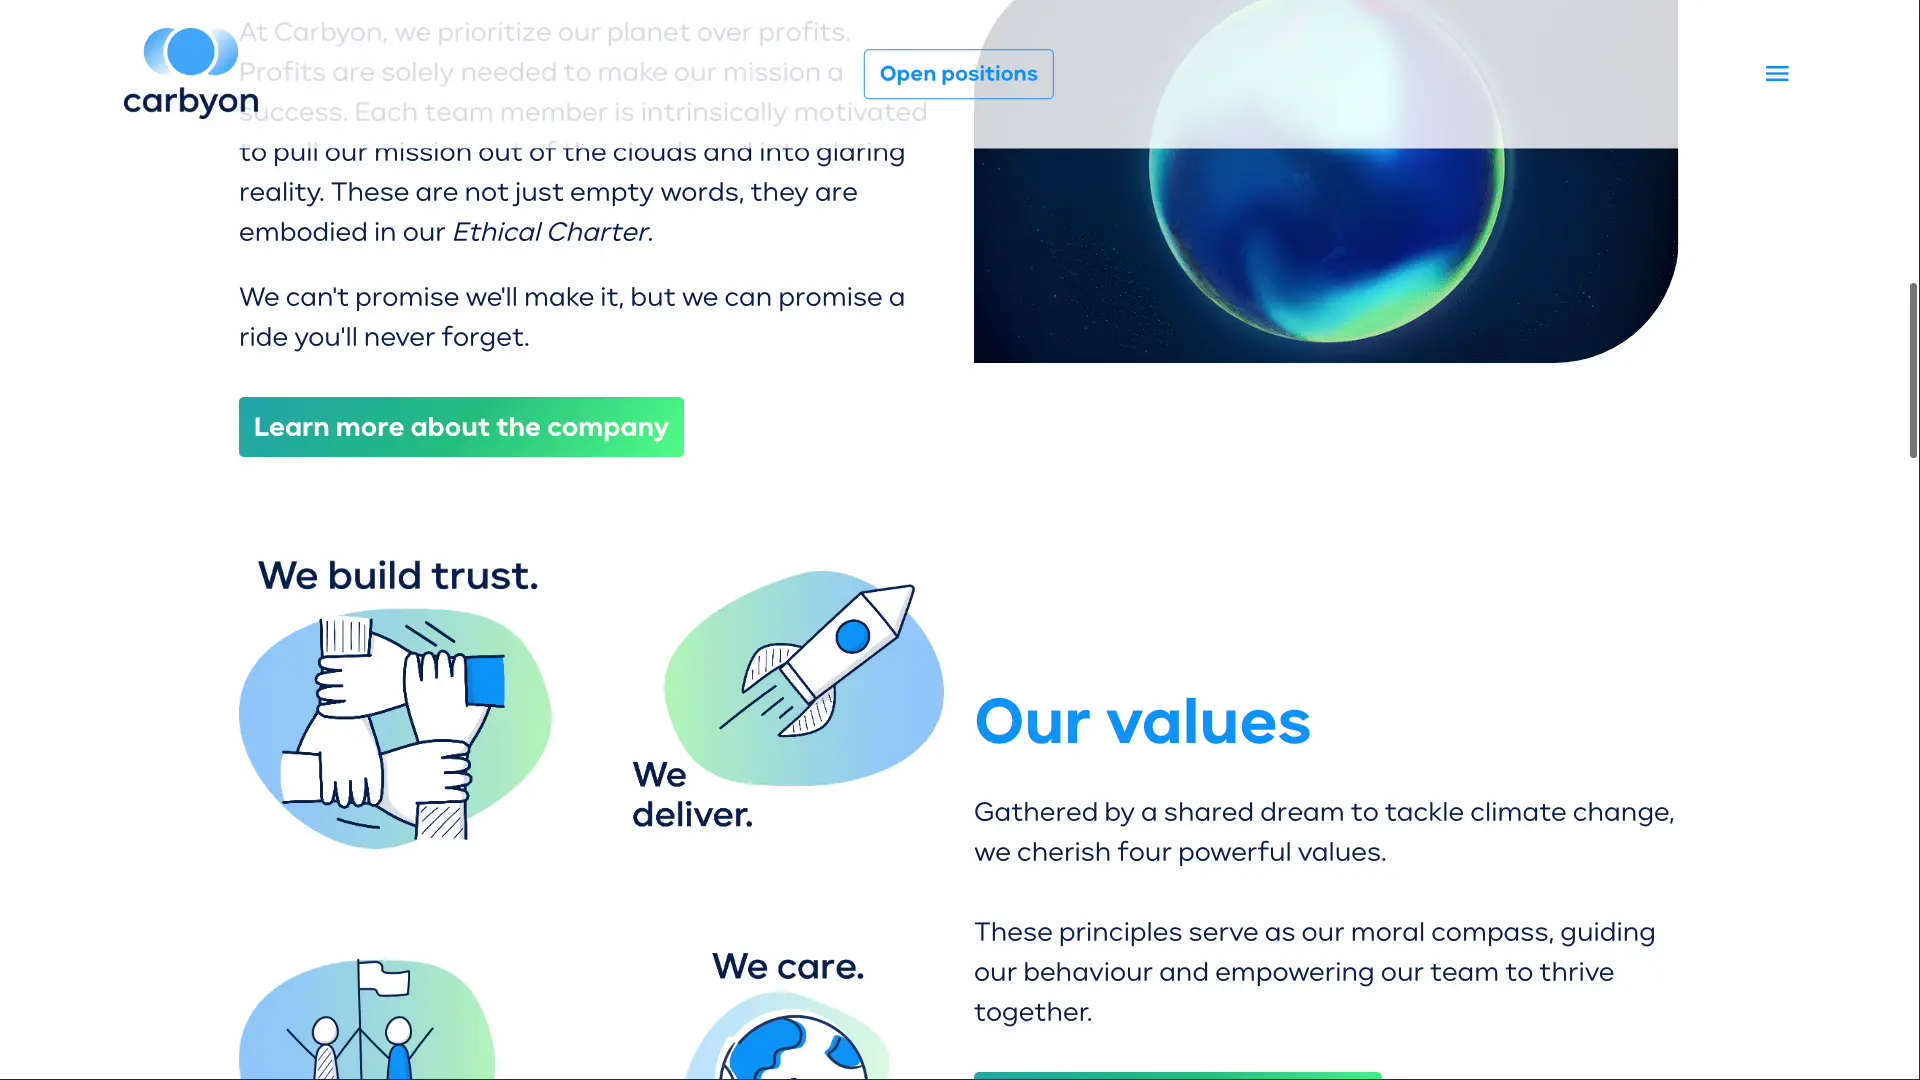 carbyon
Open positions
At Carbyon, we prioritize our planet over profits.
Profits are solely needed to make our mission a
success. Each team member is intrinsically motivated
to pull our mission out of the clouds and into glaring
reality. These are not just empty words, they are
embodied in our Ethical Charter.
We can't promise we'll make it, but we can promise a
ride you'll never forget.
Learn more about the company
We build trust.
We
deliver.
We care.
Our values
Gathered by a shared dream to tackle climate change,
we cherish four powerful values.
These principles serve as our moral compass, guiding
our behaviour and empowering our team to thrive
together.